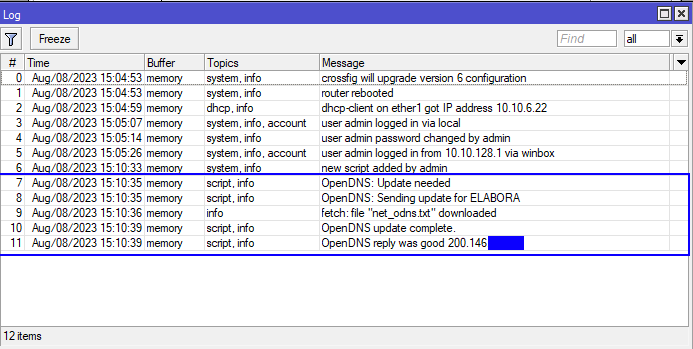 Log
Freeze Find all
# Time Buffer Topics Message
0 Aug/08/2023 15:04:53 memory system, info crossfig will upgrade version 6 configuration
1 Aug/08/2023 15:04:53 memory system, info router rebooted
2 Aug/08/2023 15:04:59 memory dhcp, info dhcp-client on ether1 got IP address 10.10.6.22
3 Aug/08/2023 15:05:07 memory system, info, account user admin logged in via local
4 Aug/08/2023 15:05:14 memory system, info user admin password changed by admin
5 Aug/08/2023 15:05:26 memory system, info, account user admin logged in from 10.10.128.1 via winbox
6 Aug/08/2023 15:10:33 memory system, info new script added by admin
7 Aug/08/2023 15:10:35 memory script, info OpenDNS: Update needed
8 Aug/08/2023 15:10:35 memory script, info OpenDNS: Sending update for ELABORA
9 Aug/08/2023 15:10:36 memory info fetch: file "net_odns.txt" downloaded
10 Aug/08/2023 15:10:39 memory script, info OpenDNS update complete.
11 Aug/08/2023 15:10:39 memory script, info OpenDNS reply was good 200.146
12 items